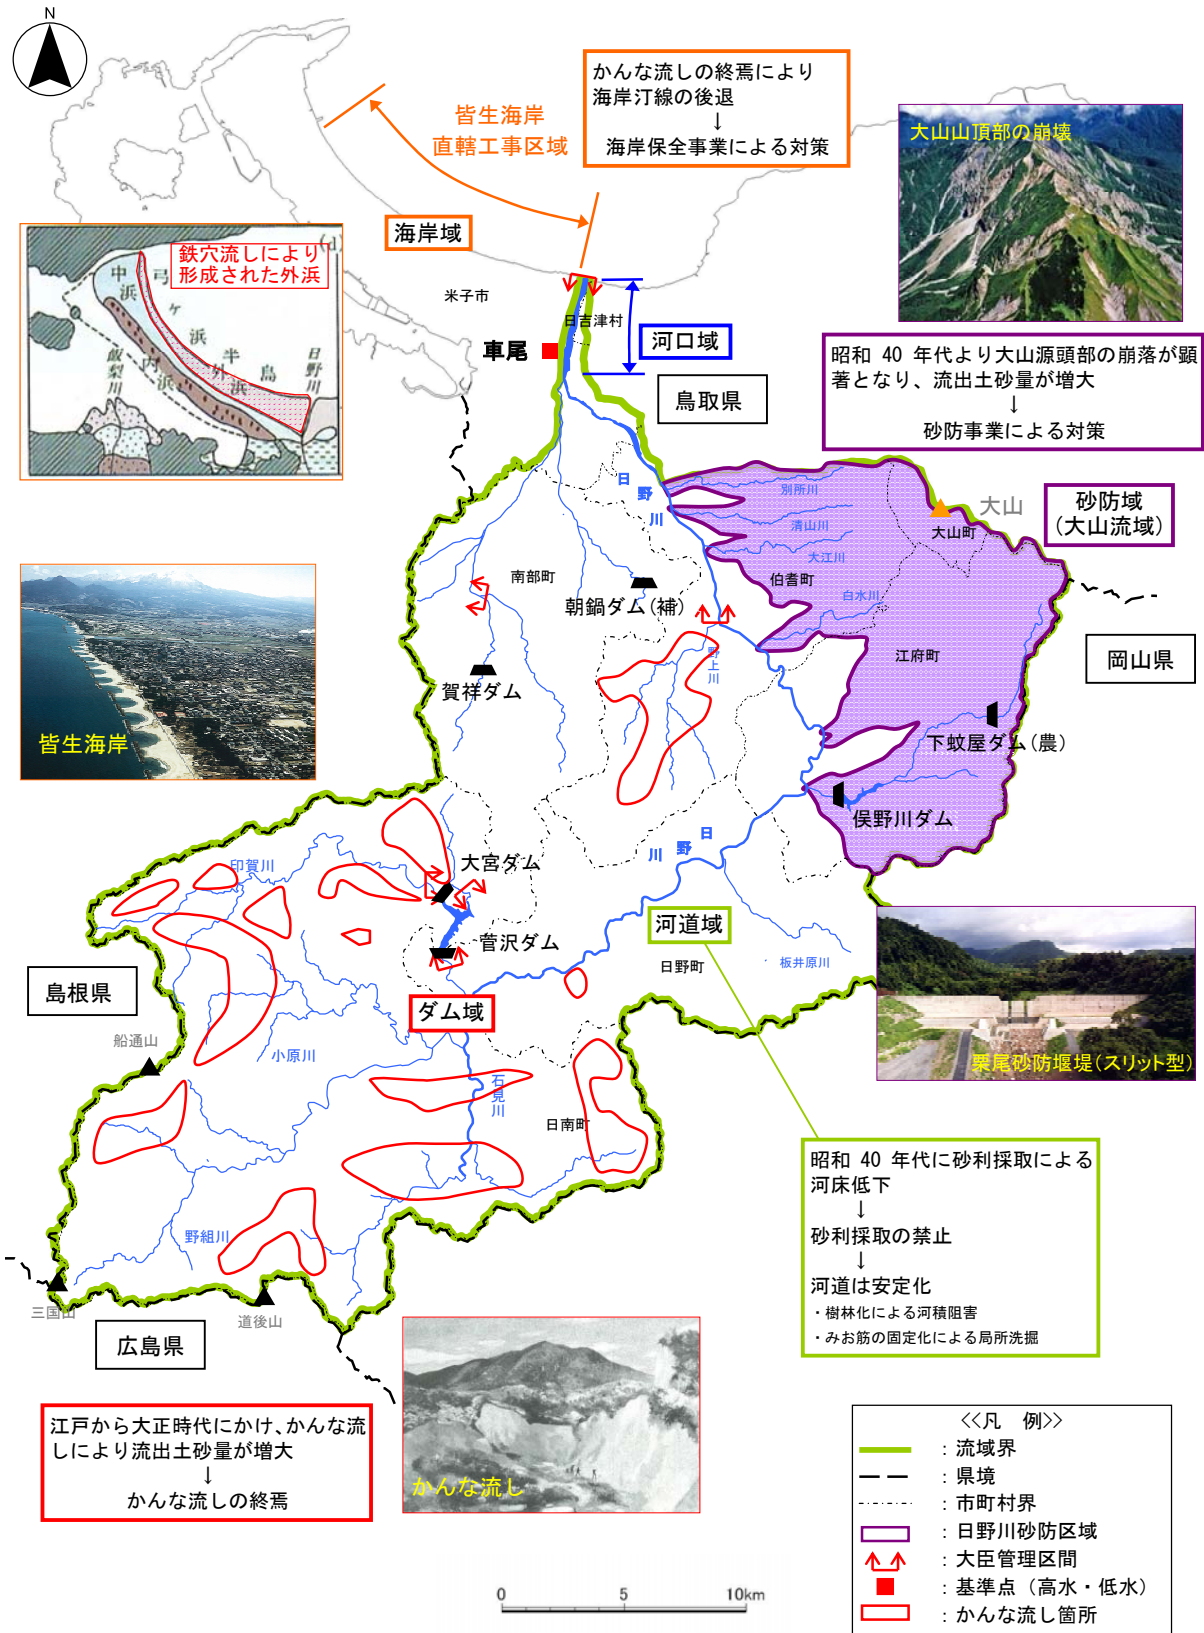 N
かんな流しの終焉により
海岸汀線の後退
↓
海岸保全事業による対策
皆生海岸
直轄工事区域
大山山頂部の崩壊
海岸域
鉄穴流しにより
形成された外浜
(d)
中浜
弓ヶ浜半島
内浜
外浜
飯梨川
日野川
米子市
日吉津村
車尾
河口域
鳥取県
昭和 40 年代より大山源頭部の崩落が顕
著となり、流出土砂量が増大
↓
砂防事業による対策
日野川
別所川
清山川
大江川
白水川
大山
大山町
砂防域
(大山流域)
伯耆町
南部町
朝鍋ダム(補)
野上川
江府町
岡山県
賀祥ダム
皆生海岸
下蚊屋ダム(農)
俣野川ダム
日野川
印賀川
大宮ダム
菅沢ダム
河道域
日野町
板井原川
島根県
ダム域
船通山
小原川
石見川
日南町
栗尾砂防堰堤(スリット型)
昭和 40 年代に砂利採取による
河床低下
↓
砂利採取の禁止
↓
河道は安定化
・樹林化による河積阻害
・みお筋の固定化による局所洗掘
野組川
三国山
道後山
広島県
かんな流し
江戸から大正時代にかけ、かんな流
しにより流出土砂量が増大
↓
かんな流しの終焉
≪凡 例≫
：流域界
：県境
：市町村界
：日野川砂防区域
：大臣管理区間
：基準点（高水・低水）
：かんな流し箇所
0 5 10km